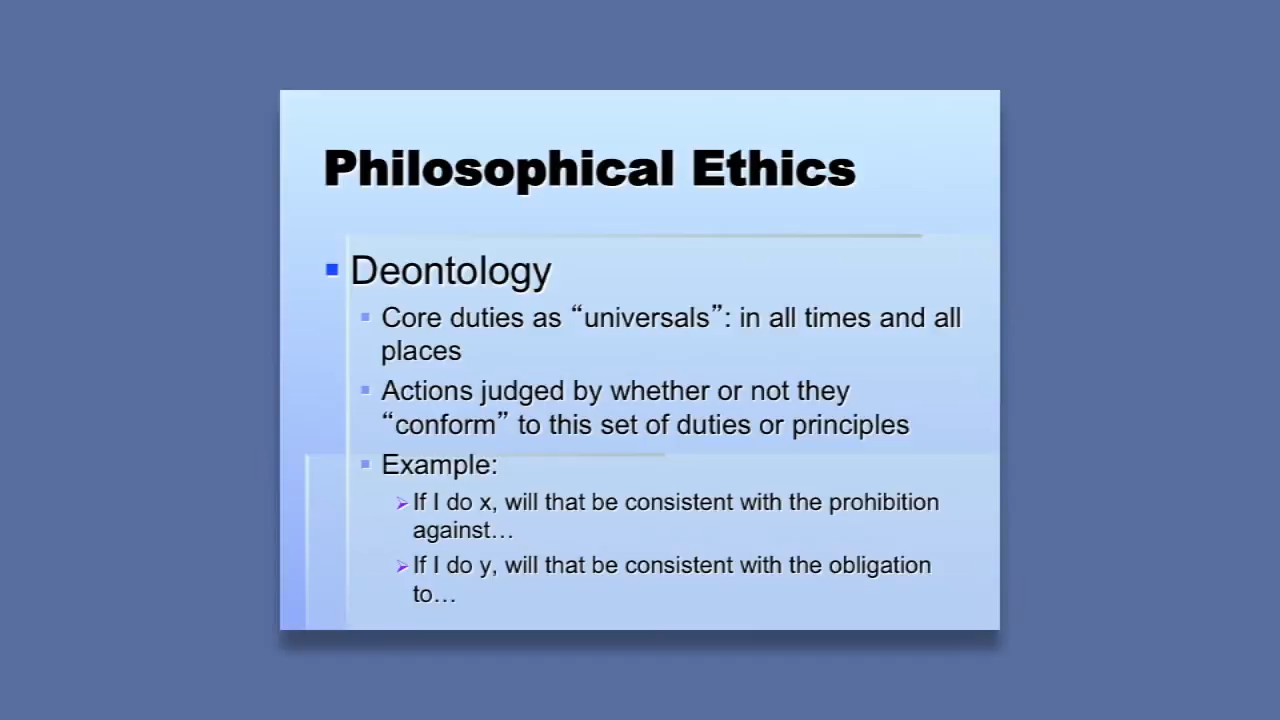 Philosophical Ethics
Deontology
Core duties as “universals”: in all times and all
places
Actions judged by whether or not they
“conform” to this set of duties or principles
Example:
If I do x, will that be consistent with the prohibition
against…
If I do y, will that be consistent with the obligation
to…